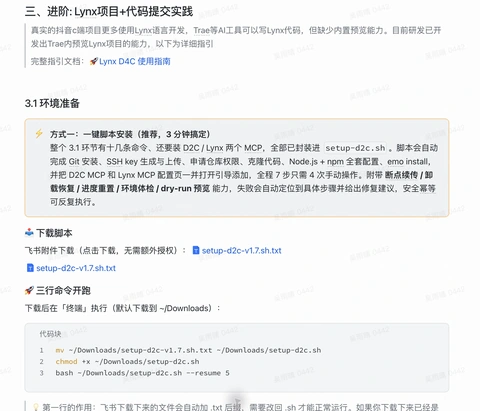 三、进阶: Lynx项目+代码提交实践
真实的抖音c端项目更多使用Lynx语言开发，Trae等AI工具可以写Lynx代码，但缺少内置预览能力。目前研发已开
发出Trae内预览Lynx项目的能力，以下为详细指引
完整指引文档：🚀Lynx D4C 使用指南
3.1 环境准备
⚡ 方式一：一键脚本安装（推荐，3 分钟搞定）
整个 3.1 环节有十几条命令、还要装 D2C / Lynx 两个 MCP，全部已封装进 setup-d2c.sh 。脚本会自动
完成 Git 安装、SSH key 生成与上传、申请仓库权限、克隆代码、Node.js + npm 全套配置、emo install，
并把 D2C MCP 和 Lynx MCP 配置页一并打开引导添加，全程 7 步只需 4 次手动操作。附带 断点续传 / 卸
载恢复 / 进度重置 / 环境体检 / dry-run 预览 能力，失败会自动定位到具体步骤并给出修复建议，安全幂等
可反复执行。
📥 下载脚本
飞书附件下载（点击下载，无需额外授权）： setup-d2c-v1.7.sh.txt
setup-d2c-v1.7.sh.txt
🚀 三行命令开跑
下载后在「终端」执行（默认下载到 ~/Downloads）：
代码块
1 mv ~/Downloads/setup-d2c-v1.7.sh.txt ~/Downloads/setup-d2c.sh
2 chmod +x ~/Downloads/setup-d2c.sh
3 bash ~/Downloads/setup-d2c.sh --resume 5
💡 第一行的作用：飞书下载下来的文件会自动加 .txt 后缀，需要改回 .sh 才能正常运行。如果你下载下来已经是